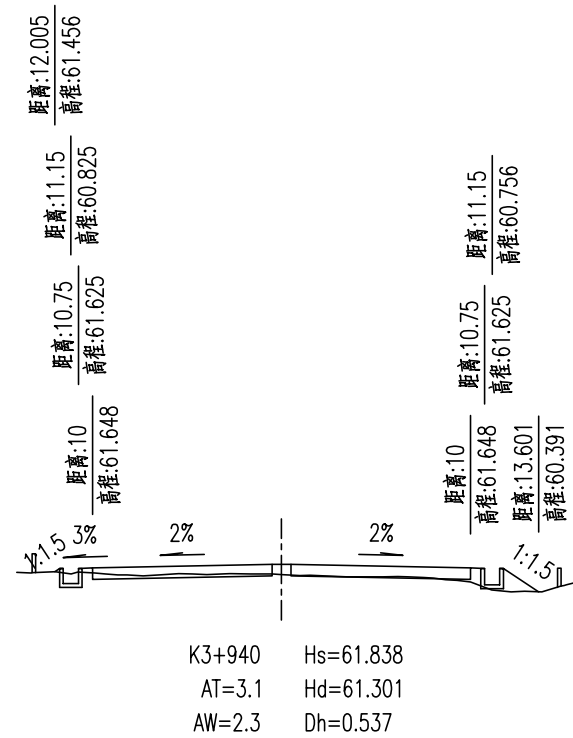 距离:12.005
高程:61.456
距离:11.15
高程:60.825
距离:10.75
高程:61.625
距离:10
高程:61.648
距离:11.15
高程:60.756
距离:10.75
高程:61.625
距离:10
高程:61.648
距离:13.601
高程:60.391
1:1.5
3%
2%
2%
1:1.5
K3+940 Hs=61.838
AT=3.1 Hd=61.301
AW=2.3 Dh=0.537